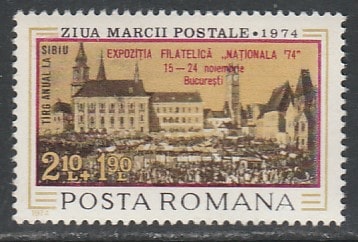 ZIUA MARCII POSTALE • 1974
TIRG ANUAL LA
SIBIU
EXPOZIȚIA FILATELICĂ „NAȚIONALA '74"
15 — 24 noiembrie
București
2,10 L + 1,90 L
POSTA ROMANA